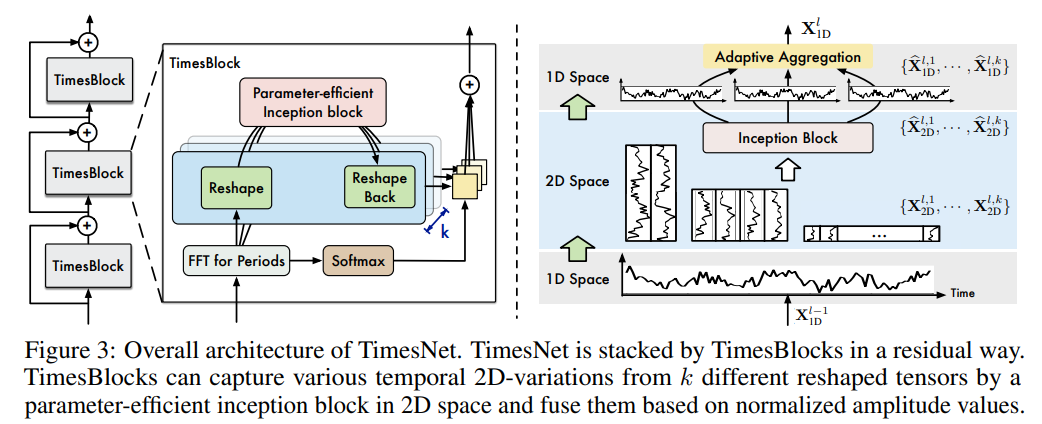 TimesBlock
TimesBlock
TimesBlock
TimesBlock
Parameter-efficient
Inception block
Reshape
Reshape
Back
k
FFT for Periods
Softmax
X^l_1D
Adaptive Aggregation
1D Space
{X̂^{l,1}_1D, ⋯ , X̂^{l,k}_1D}
{X̂^{l,1}_2D, ⋯ , X̂^{l,k}_2D}
Inception Block
2D Space
{X^{l,1}_2D, ⋯ , X^{l,k}_2D}
...
1D Space
Time
X^{l−1}_1D
Figure 3: Overall architecture of TimesNet. TimesNet is stacked by TimesBlocks in a residual way.
TimesBlocks can capture various temporal 2D-variations from k different reshaped tensors by a
parameter-efficient inception block in 2D space and fuse them based on normalized amplitude values.